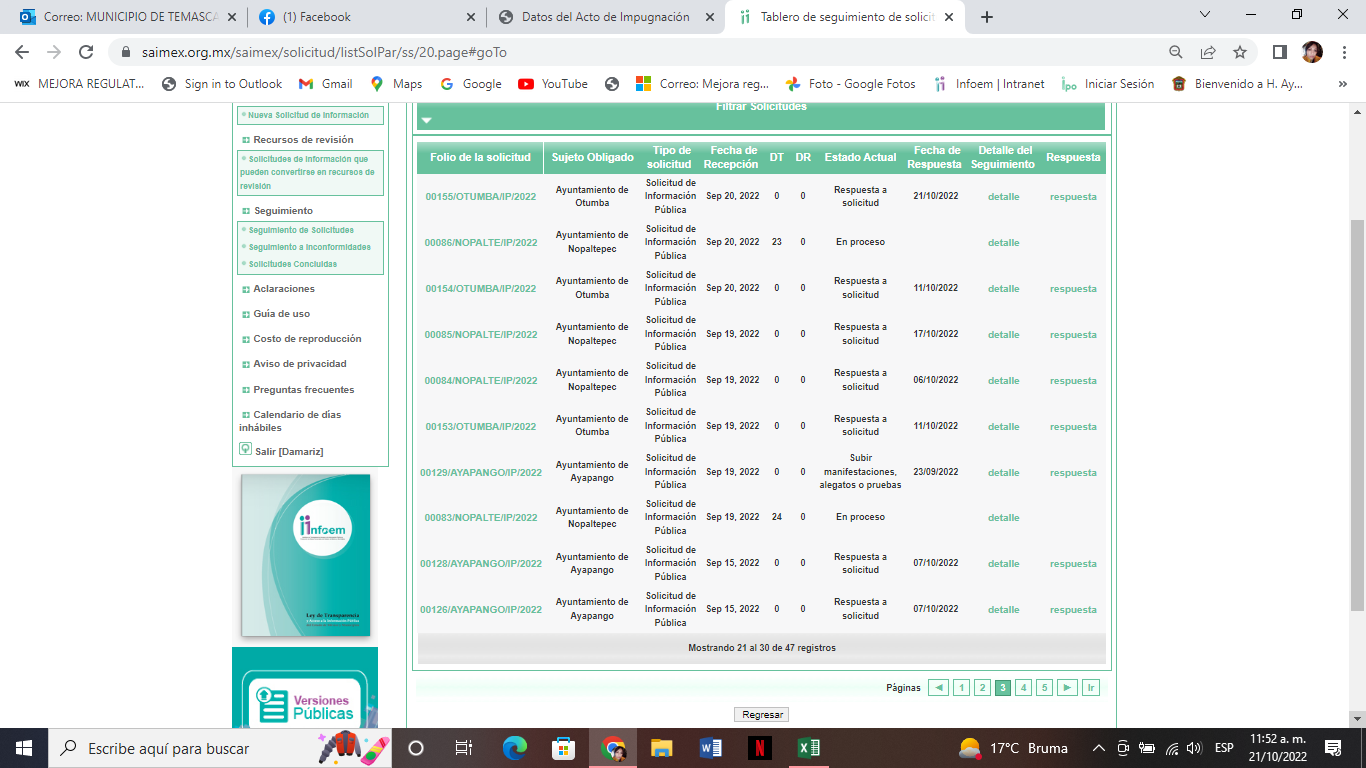 Correo: MUNICIPIO DE TEMASCA
(1) Facebook
Datos del Acto de Impugnación
Tablero de seguimiento de solicit
saimex.org.mx/saimex/solicitud/listSolPar/ss/20.page#goTo
WIX MEJORA REGULAT...
Sign in to Outlook
Gmail
Maps
Google
YouTube
Correo: Mejora reg...
Foto - Google Fotos
Infoem | Intranet
Iniciar Sesión
Bienvenido a H. Ay...
»
Nueva Solicitud de Información
Recursos de revisión
Solicitudes de información que
pueden convertirse en recursos de
revisión
Seguimiento
Seguimiento de Solicitudes
Seguimiento a Inconformidades
Solicitudes Concluidas
Aclaraciones
Guía de uso
Costo de reproducción
Aviso de privacidad
Preguntas frecuentes
Calendario de días
inhábiles
Salir [Damariz]
infoem
Ley de Transparencia
Versiones
Públicas
Filtrar Solicitudes
Folio de la solicitud Sujeto Obligado Tipo de solicitud Fecha de Recepción DT DR Estado Actual Fecha de Respuesta Detalle del Seguimiento Respuesta
00155/OTUMBA/IP/2022 Ayuntamiento de Otumba Solicitud de Información Pública Sep 20, 2022 0 0 Respuesta a solicitud 21/10/2022 detalle respuesta
00086/NOPALTE/IP/2022 Ayuntamiento de Nopaltepec Solicitud de Información Pública Sep 20, 2022 23 0 En proceso detalle
00154/OTUMBA/IP/2022 Ayuntamiento de Otumba Solicitud de Información Pública Sep 20, 2022 0 0 Respuesta a solicitud 11/10/2022 detalle respuesta
00085/NOPALTE/IP/2022 Ayuntamiento de Nopaltepec Solicitud de Información Pública Sep 19, 2022 0 0 Respuesta a solicitud 17/10/2022 detalle respuesta
00084/NOPALTE/IP/2022 Ayuntamiento de Nopaltepec Solicitud de Información Pública Sep 19, 2022 0 0 Respuesta a solicitud 06/10/2022 detalle respuesta
00153/OTUMBA/IP/2022 Ayuntamiento de Otumba Solicitud de Información Pública Sep 19, 2022 0 0 Respuesta a solicitud 11/10/2022 detalle respuesta
00129/AYAPANGO/IP/2022 Ayuntamiento de Ayapango Solicitud de Información Pública Sep 19, 2022 0 0 Subir manifestaciones, alegatos o pruebas 23/09/2022 detalle respuesta
00083/NOPALTE/IP/2022 Ayuntamiento de Nopaltepec Solicitud de Información Pública Sep 19, 2022 24 0 En proceso detalle
00128/AYAPANGO/IP/2022 Ayuntamiento de Ayapango Solicitud de Información Pública Sep 15, 2022 0 0 Respuesta a solicitud 07/10/2022 detalle respuesta
00126/AYAPANGO/IP/2022 Ayuntamiento de Ayapango Solicitud de Información Pública Sep 15, 2022 0 0 Respuesta a solicitud 07/10/2022 detalle respuesta
Mostrando 21 al 30 de 47 registros
Páginas 1 2 3 4 5 Ir
Regresar
Escribe aquí para buscar
17°C Bruma
ESP
11:52 a. m.
21/10/2022